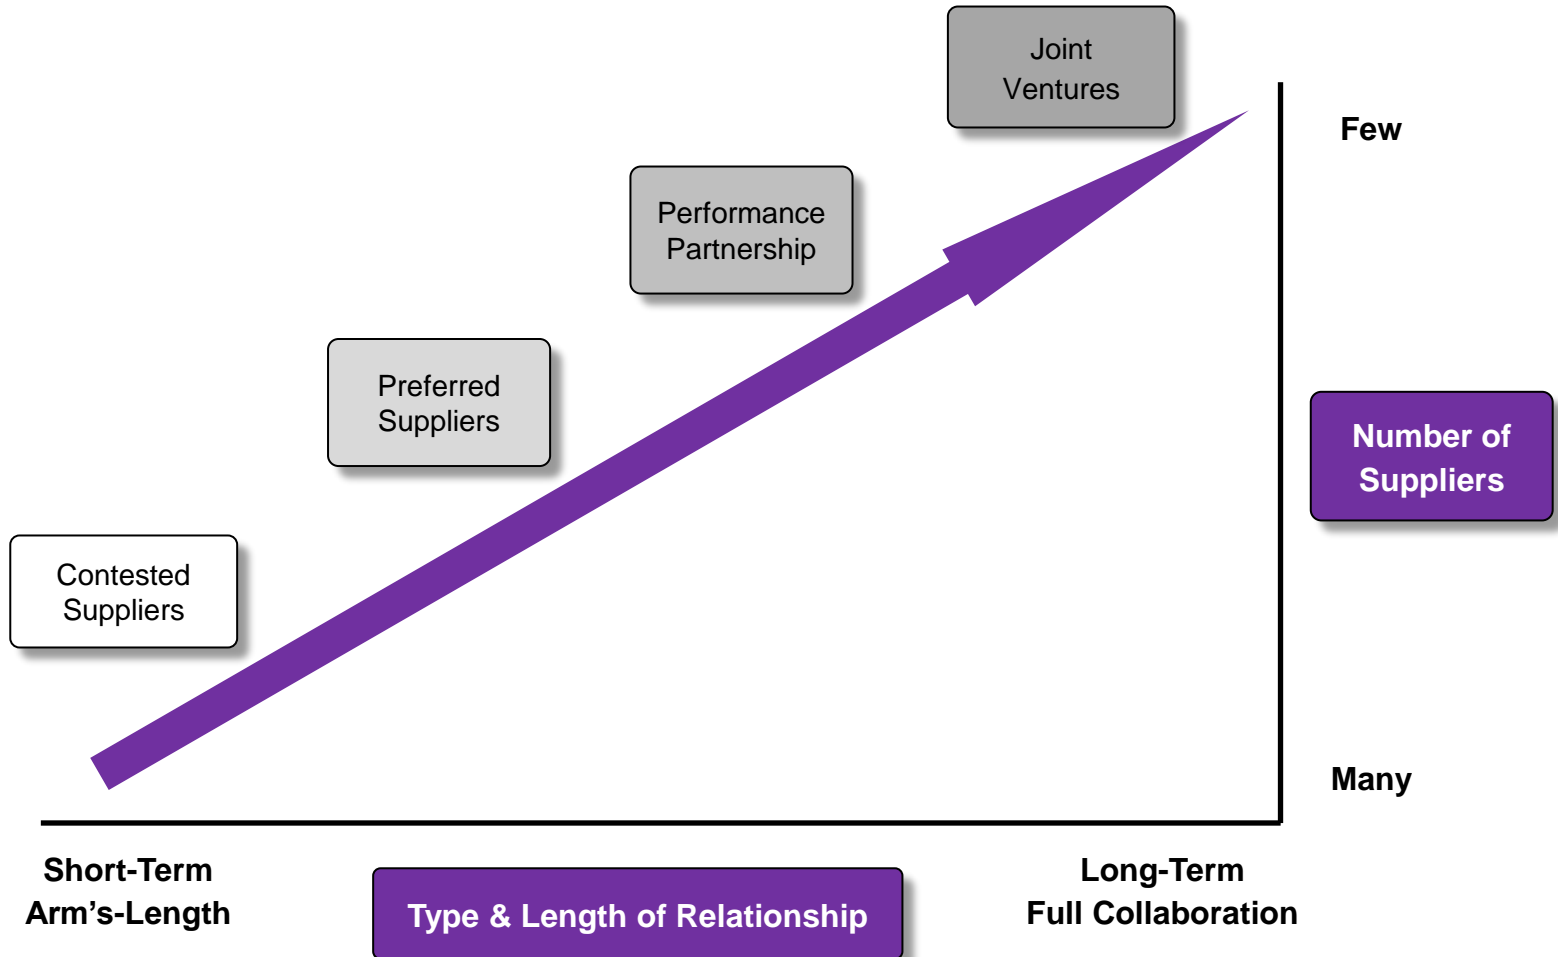 Joint
Ventures
Few
Performance
Partnership
Preferred
Suppliers
Number of
Suppliers
Contested
Suppliers
Many
Short-Term
Arm’s-Length
Type & Length of Relationship
Long-Term
Full Collaboration